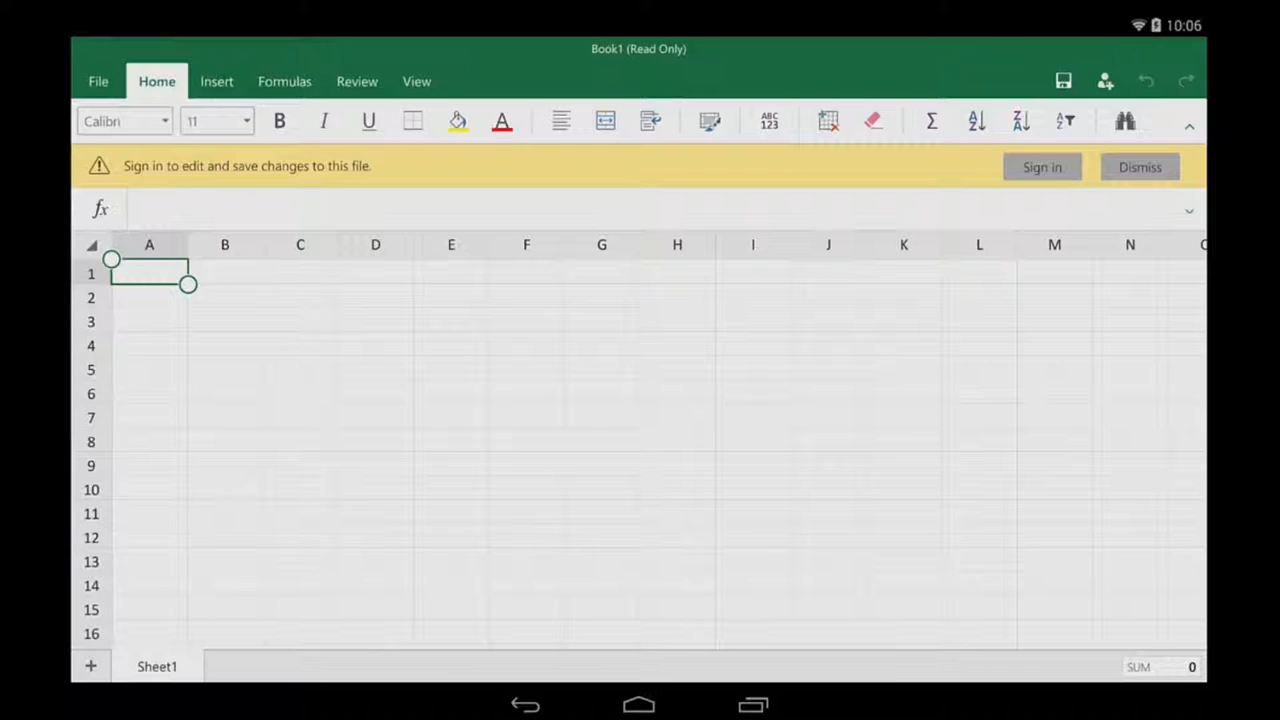 10:06
Book1 (Read Only)
File Home Insert Formulas Review View
Calibri 11 B I U A ABC 123 Σ A Z Z A A Z
Sign in to edit and save changes to this file. Sign in Dismiss
fx
A B C D E F G H I J K L M N
1
2
3
4
5
6
7
8
9
10
11
12
13
14
15
16
+ Sheet1 SUM 0